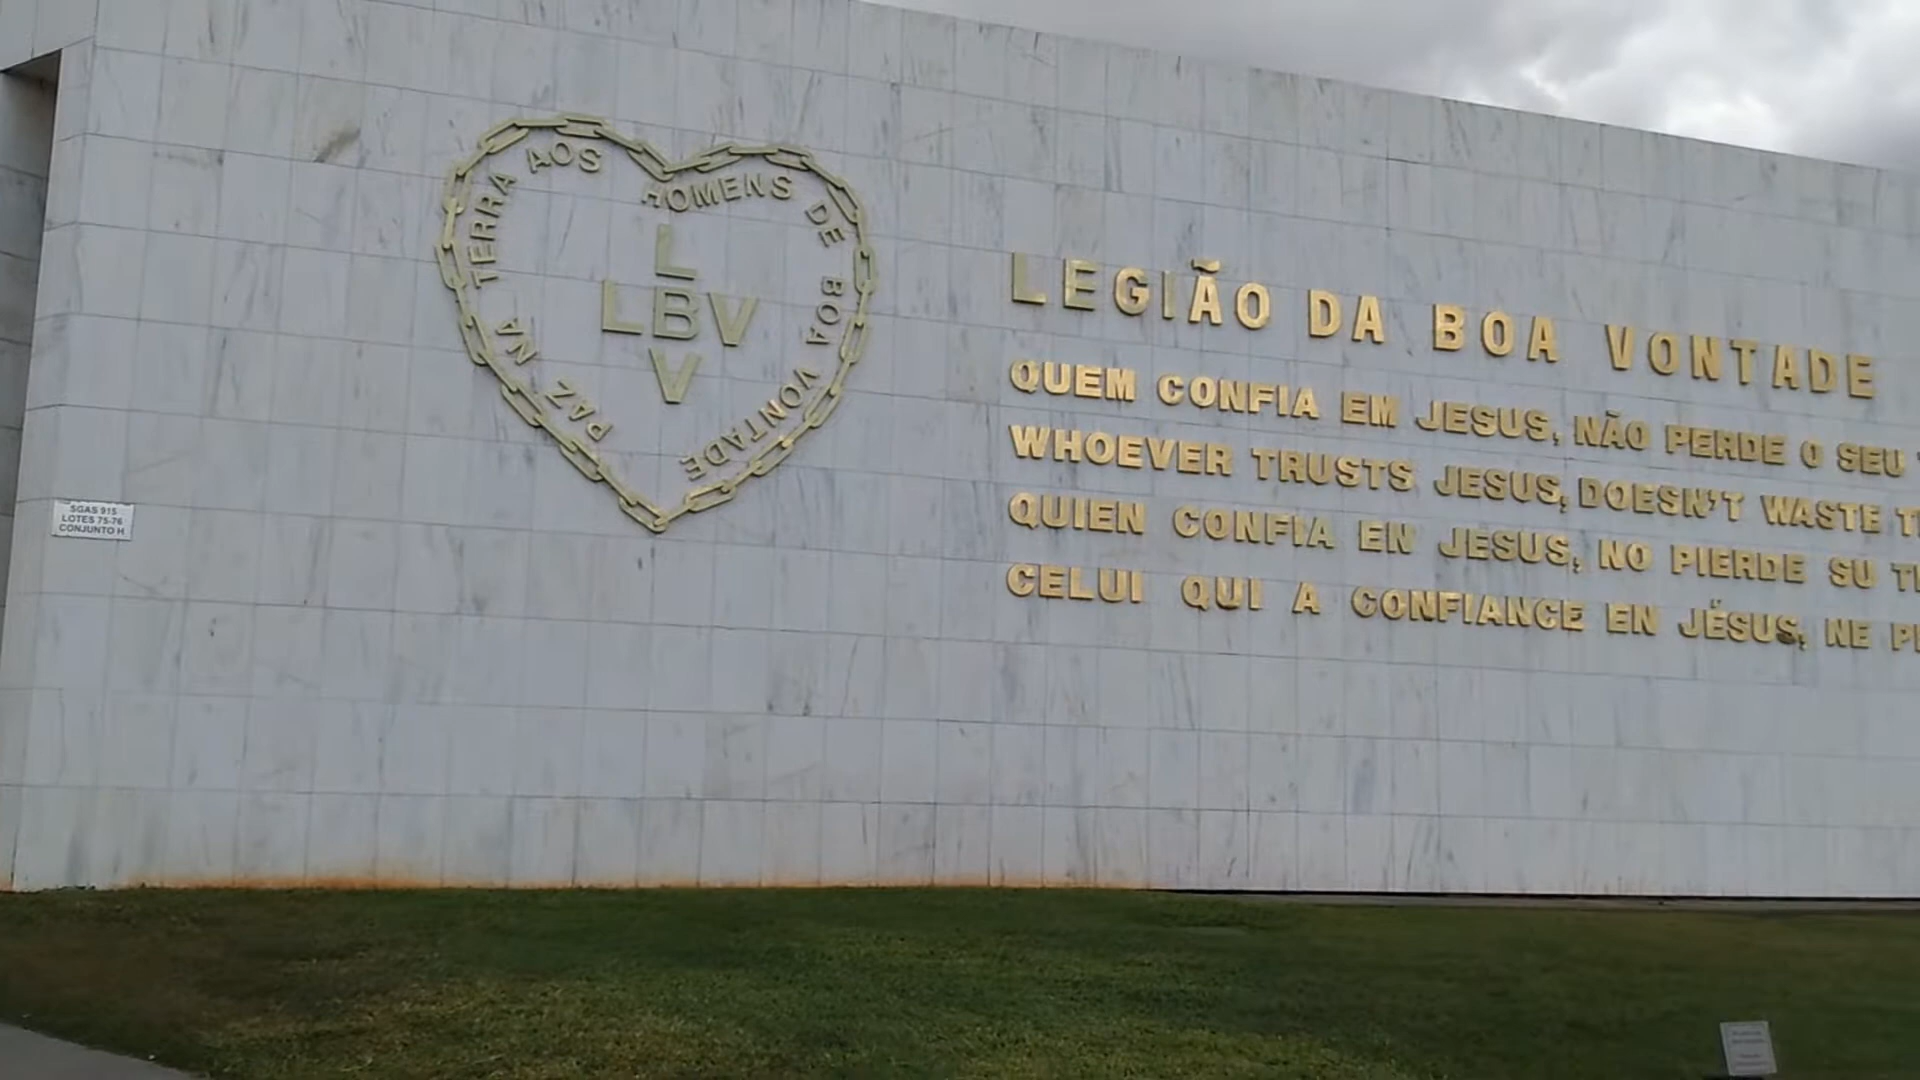 PAZ NA TERRA AOS HOMENS DE BOA VONTADE
L
LBV
V
LEGIÃO DA BOA VONTADE
QUEM CONFIA EM JESUS, NÃO PERDE O SEU
WHOEVER TRUSTS JESUS, DOESN'T WASTE
QUIEN CONFIA EN JESUS, NO PIERDE SU
CELUI QUI A CONFIANCE EN JÉSUS, NE
SGAS 915
LOTES 75-76
CONJUNTO H